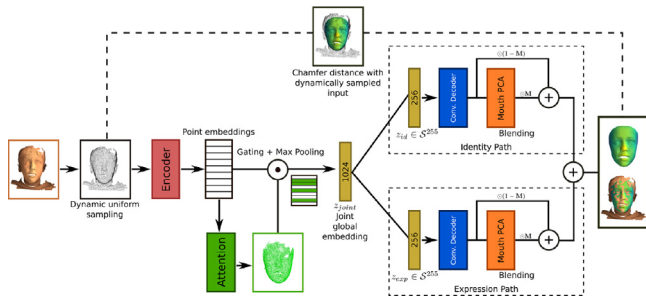 Chamfer distance with
dynamically sampled
input
Dynamic uniform
sampling
Encoder
Point embeddings
Gating + Max Pooling
Attention
1024
z_joint
Joint
global
embedding
⊙(1 − M)
256
Conv. Decoder
Mouth PCA
⊙M
z_id ∈ S^255
Blending
Identity Path
⊙(1 − M)
256
Conv. Decoder
Mouth PCA
⊙M
z_exp ∈ S^255
Blending
Expression Path